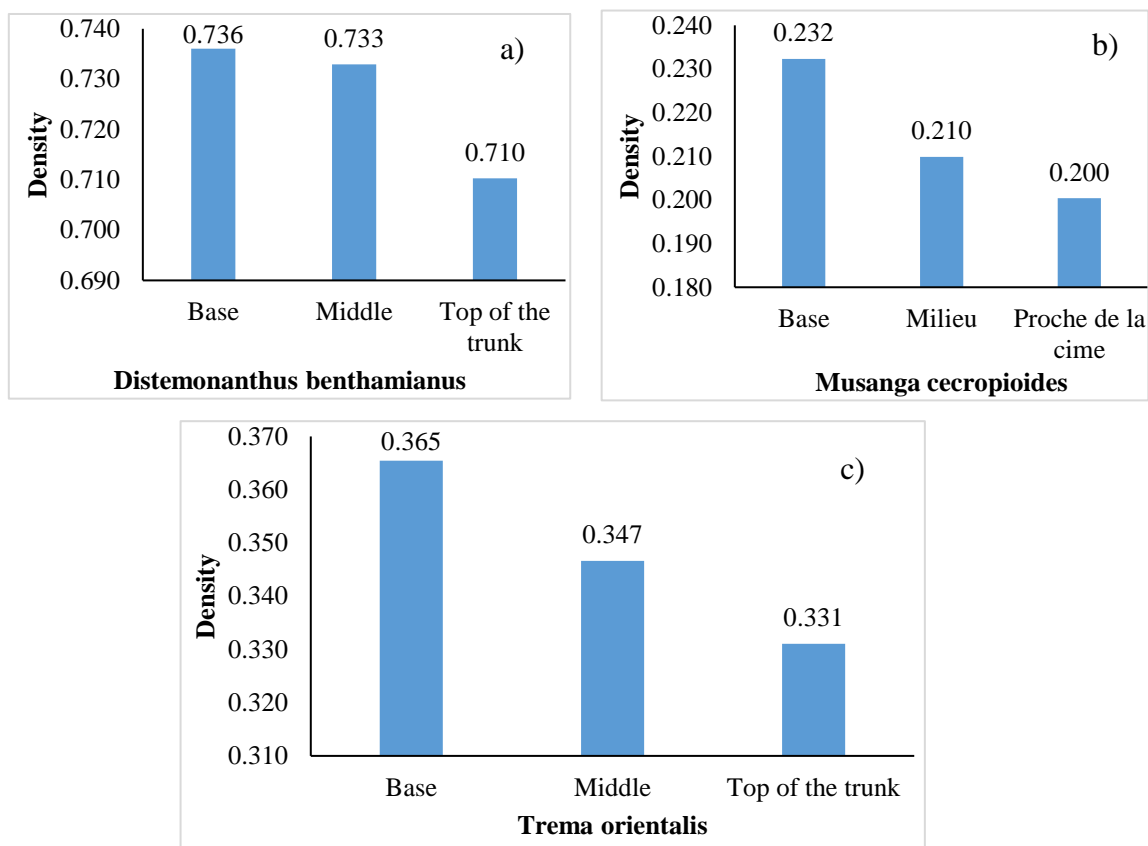 a)
0.740
0.730
0.720
0.710
0.700
0.690
Density
0.736
0.733
0.710
Base
Middle
Top of the
trunk
Distemonanthus benthamianus
b)
0.240
0.230
0.220
0.210
0.200
0.190
0.180
Density
0.232
0.210
0.200
Base
Milieu
Proche de la
cime
Musanga cecropioides
c)
0.370
0.360
0.350
0.340
0.330
0.320
0.310
Density
0.365
0.347
0.331
Base
Middle
Top of the trunk
Trema orientalis